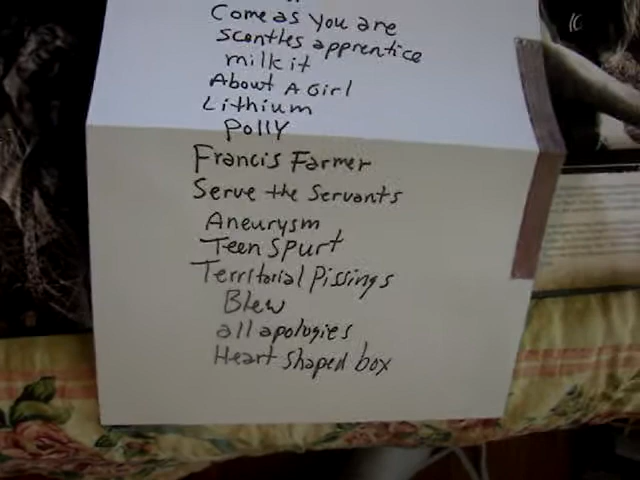 Come as you are
scentles apprentice
milk it
About A Girl
Lithium
Polly
Francis Farmer
Serve the Servants
Aneurysm
Teen Spurt
Territorial Pissings
Blew
all apologies
Heart shaped box